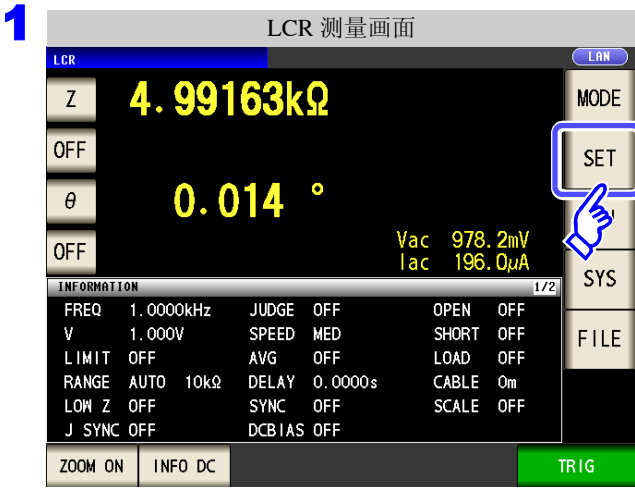 1
LCR 测量画面
LCR
LAN
Z 4.99163kΩ
MODE
OFF
SET
θ 0.014 °
OFF
Vac 978.2mV
Iac 196.0μA
SYS
INFORMATION 1/2
FREQ 1.0000kHz JUDGE OFF OPEN OFF
V 1.000V SPEED MED SHORT OFF
FILE
LIMIT OFF AVG OFF LOAD OFF
RANGE AUTO 10kΩ DELAY 0.0000s CABLE 0m
LOW Z OFF SYNC OFF SCALE OFF
J SYNC OFF DCBIAS OFF
ZOOM ON INFO DC TRIG